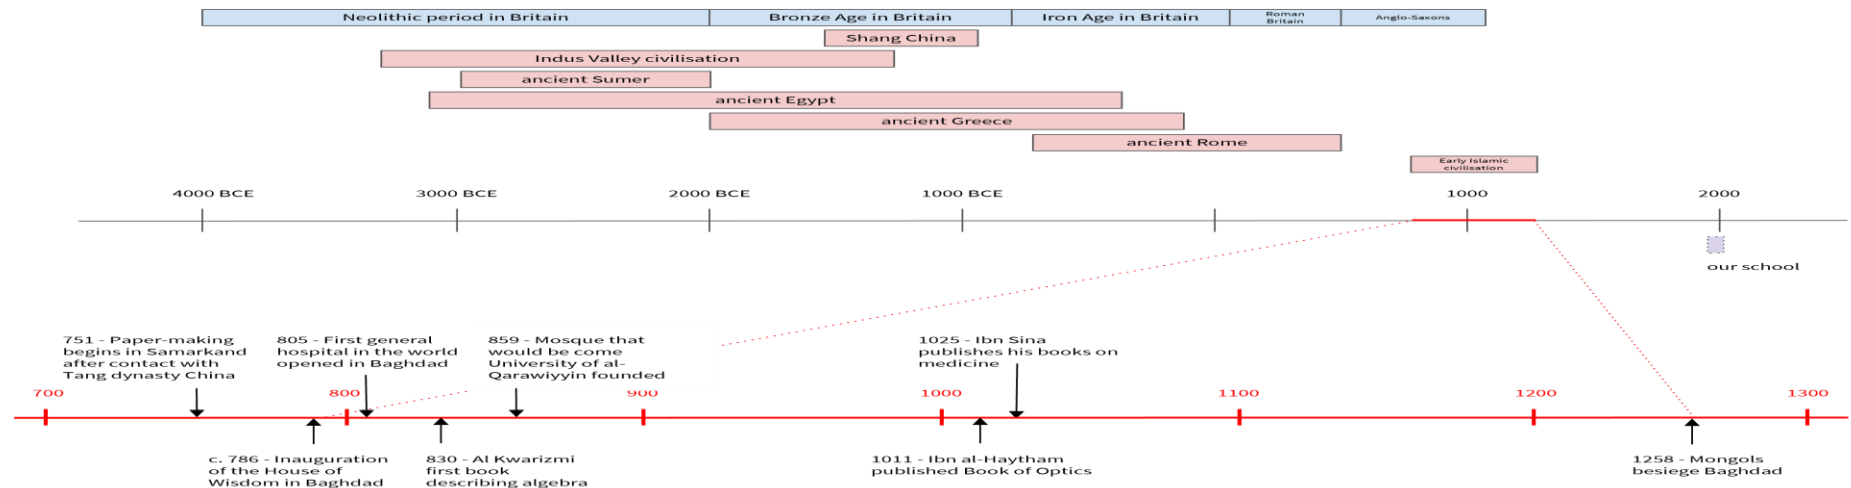 Neolithic period in Britain
Bronze Age in Britain
Iron Age in Britain
Roman
Britain
Anglo-Saxons
Shang China
Indus Valley civilisation
ancient Sumer
ancient Egypt
ancient Greece
ancient Rome
Early Islamic
civilisation
4000 BCE
3000 BCE
2000 BCE
1000 BCE
1000
2000
our school
751 - Paper-making
begins in Samarkand
after contact with
Tang dynasty China
805 - First general
hospital in the world
opened in Baghdad
859 - Mosque that
would be come
University of al-
Qarawiyyin founded
1025 - Ibn Sina
publishes his books on
medicine
700
800
900
1000
1100
1200
1300
c. 786 - Inauguration
of the House of
Wisdom in Baghdad
830 - Al Kwarizmi
first book
describing algebra
1011 - Ibn al-Haytham
published Book of Optics
1258 - Mongols
besiege Baghdad